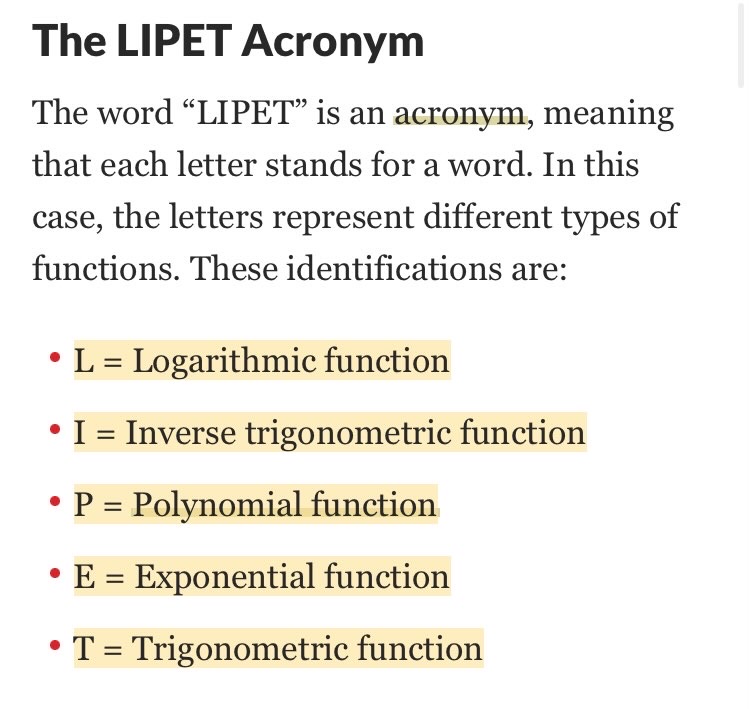 The LIPET Acronym
The word “LIPET” is an acronym, meaning
that each letter stands for a word. In this
case, the letters represent different types of
functions. These identifications are:
• L = Logarithmic function
• I = Inverse trigonometric function
• P = Polynomial function
• E = Exponential function
• T = Trigonometric function